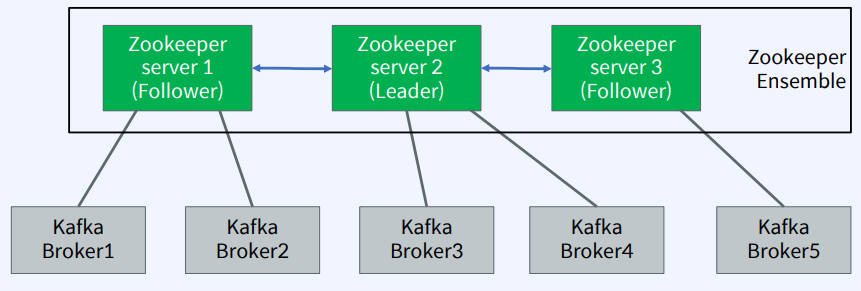 Zookeeper
server 1
(Follower)
Zookeeper
server 2
(Leader)
Zookeeper
server 3
(Follower)
Zookeeper
Ensemble
Kafka
Broker1
Kafka
Broker2
Kafka
Broker3
Kafka
Broker4
Kafka
Broker5